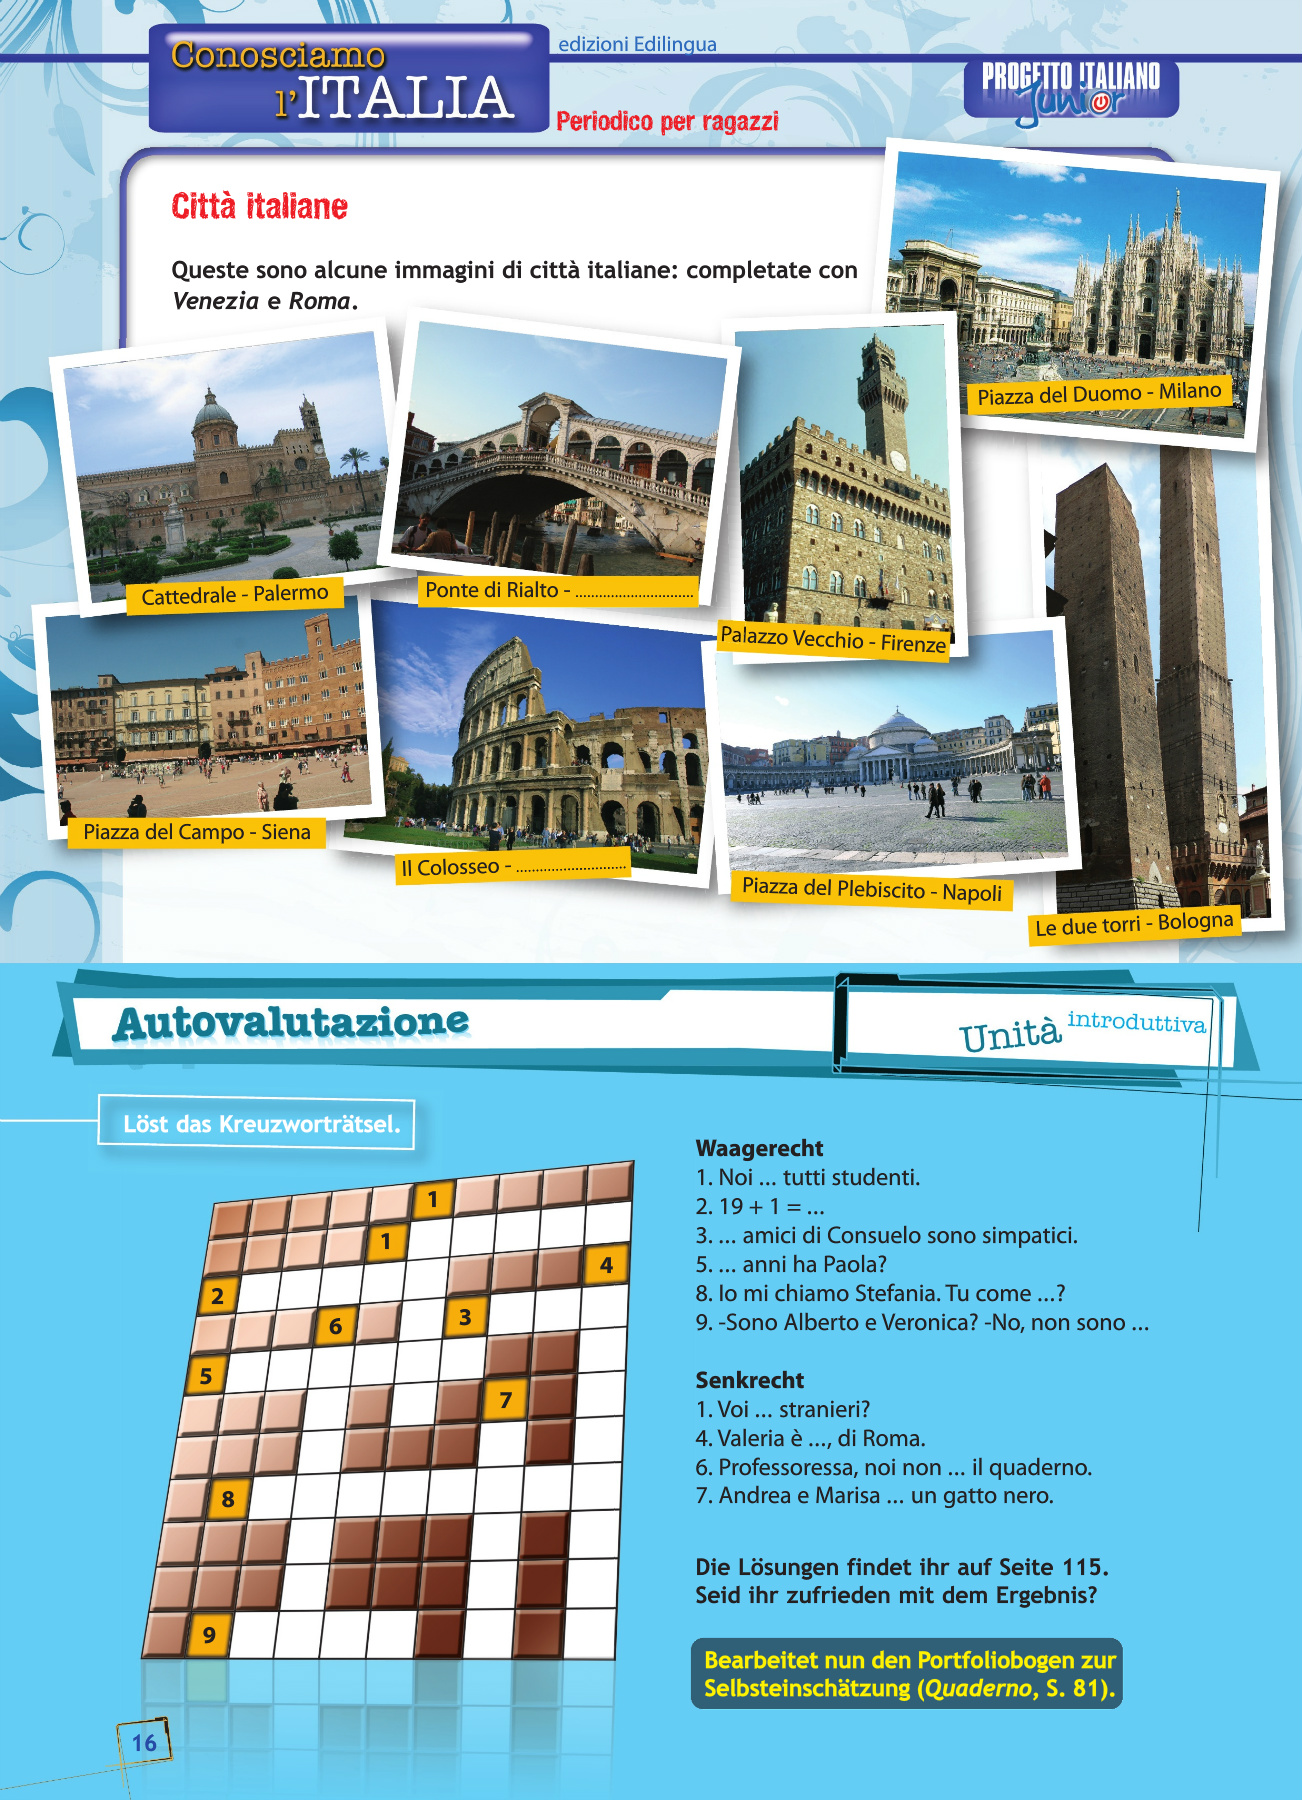 Conosciamo
l'ITALIA
edizioni Edilingua
Periodico per ragazzi
PROGETTO ITALIANO
Junior
Città italiane
Queste sono alcune immagini di città italiane: completate con
Venezia e Roma.
Piazza del Duomo - Milano
Cattedrale - Palermo
Ponte di Rialto - ..............................
Palazzo Vecchio - Firenze
Piazza del Campo - Siena
Il Colosseo - ............................
Piazza del Plebiscito - Napoli
Le due torri - Bologna
Autovalutazione
Unità introduttiva
Löst das Kreuzworträtsel.
1
1
4
2
3
6
5
7
8
9
Waagerecht
1. Noi ... tutti studenti.
2. 19 + 1 = ...
3. ... amici di Consuelo sono simpatici.
5. ... anni ha Paola?
8. Io mi chiamo Stefania. Tu come ...?
9. -Sono Alberto e Veronica? -No, non sono ...
Senkrecht
1. Voi ... stranieri?
4. Valeria è ..., di Roma.
6. Professoressa, noi non ... il quaderno.
7. Andrea e Marisa ... un gatto nero.
Die Lösungen findet ihr auf Seite 115.
Seid ihr zufrieden mit dem Ergebnis?
Bearbeitet nun den Portfoliobogen zur
Selbsteinschätzung (Quaderno, S. 81).
16